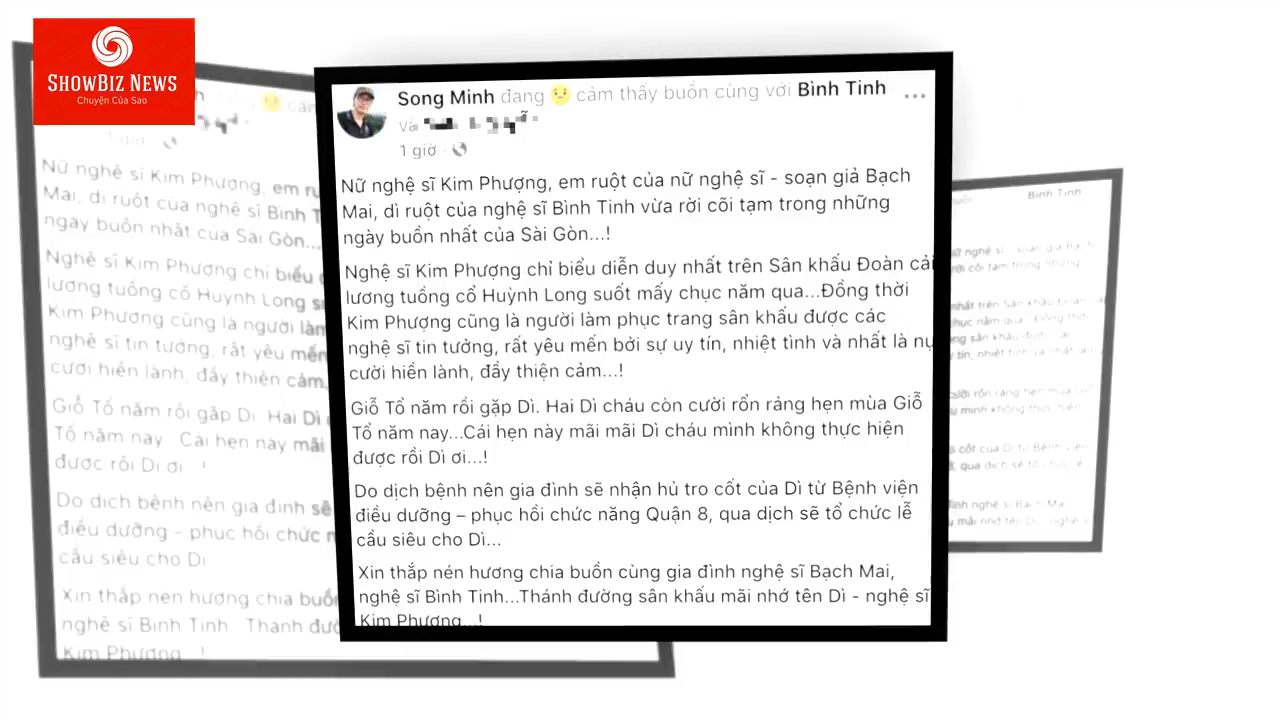 SHOWBIZ NEWS
Chuyện Của Sao
Song Minh đang cảm thấy buồn cùng với Bình Tinh
Với
1 giờ
Nữ nghệ sĩ Kim Phượng, em ruột của nữ nghệ sĩ - soạn giả Bạch
Mai, dì ruột của nghệ sĩ Bình Tinh vừa rời cõi tạm trong những
ngày buồn nhất của Sài Gòn...!
Nghệ sĩ Kim Phượng chỉ biểu diễn duy nhất trên Sân khấu Đoàn cải
lương tuồng cổ Huỳnh Long suốt mấy chục năm qua...Đồng thời
Kim Phượng cũng là người làm phục trang sân khấu được các
nghệ sĩ tin tưởng, rất yêu mến bởi sự uy tín, nhiệt tình và nhất là nụ
cười hiền lành, đầy thiện cảm...!
Giỗ Tổ năm rồi gặp Dì. Hai Dì cháu còn cười rổn rảng hẹn mùa Giỗ
Tổ năm nay...Cái hẹn này mãi mãi Dì cháu mình không thực hiện
được rồi Dì ơi...!
Do dịch bệnh nên gia đình sẽ nhận hủ tro cốt của Dì từ Bệnh viện
điều dưỡng – phục hồi chức năng Quận 8, qua dịch sẽ tổ chức lễ
cầu siêu cho Dì...
Xin thắp nén hương chia buồn cùng gia đình nghệ sĩ Bạch Mai,
nghệ sĩ Bình Tinh...Thánh đường sân khấu mãi nhớ tên Dì - nghệ sĩ
Kim Phượng...!